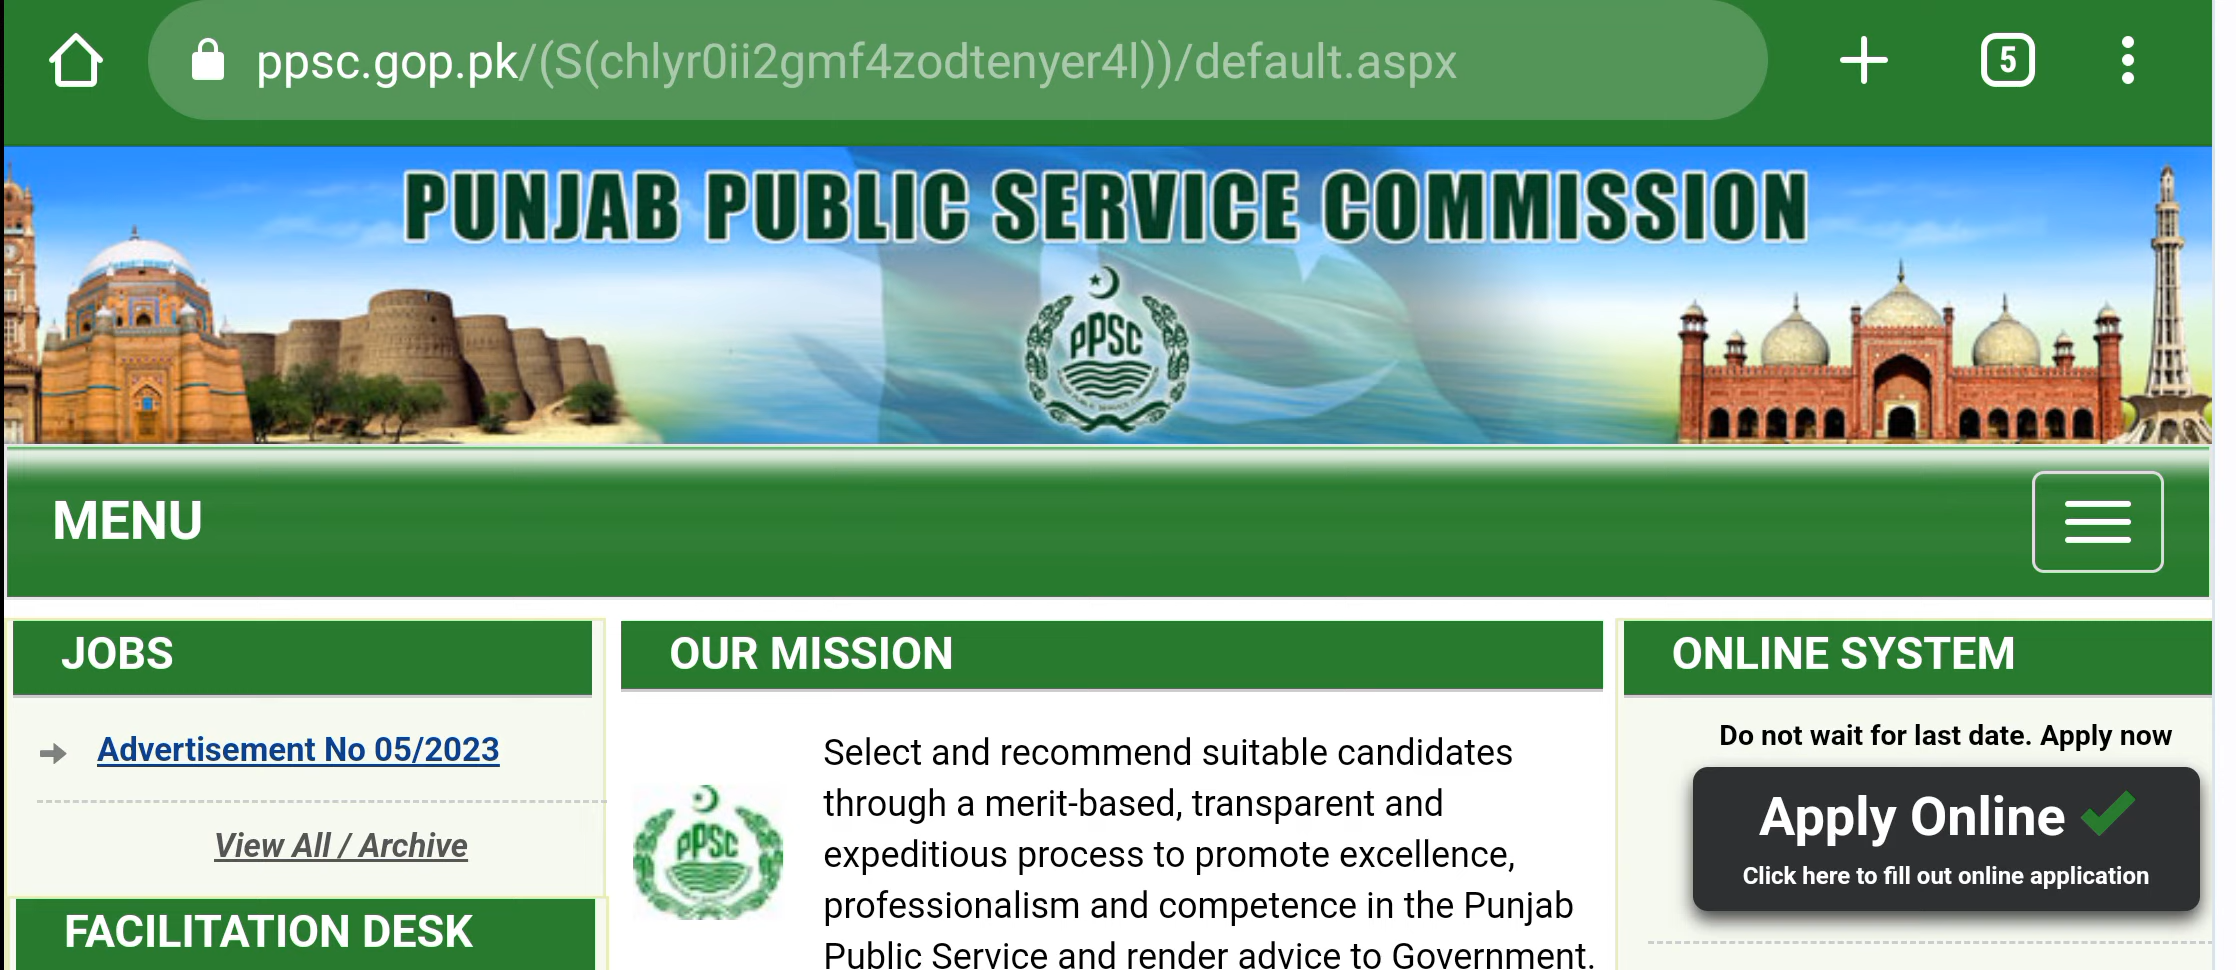 ppsc.gop.pk/(S(chlyr0ii2gmf4zodtenyer4l))/default.aspx
5
PUNJAB PUBLIC SERVICE COMMISSION
PPSC
MENU
JOBS
Advertisement No 05/2023
View All / Archive
FACILITATION DESK
OUR MISSION
PPSC
Select and recommend suitable candidates
through a merit-based, transparent and
expeditious process to promote excellence,
professionalism and competence in the Punjab
Public Service and render advice to Government.
ONLINE SYSTEM
Do not wait for last date. Apply now
Apply Online
Click here to fill out online application